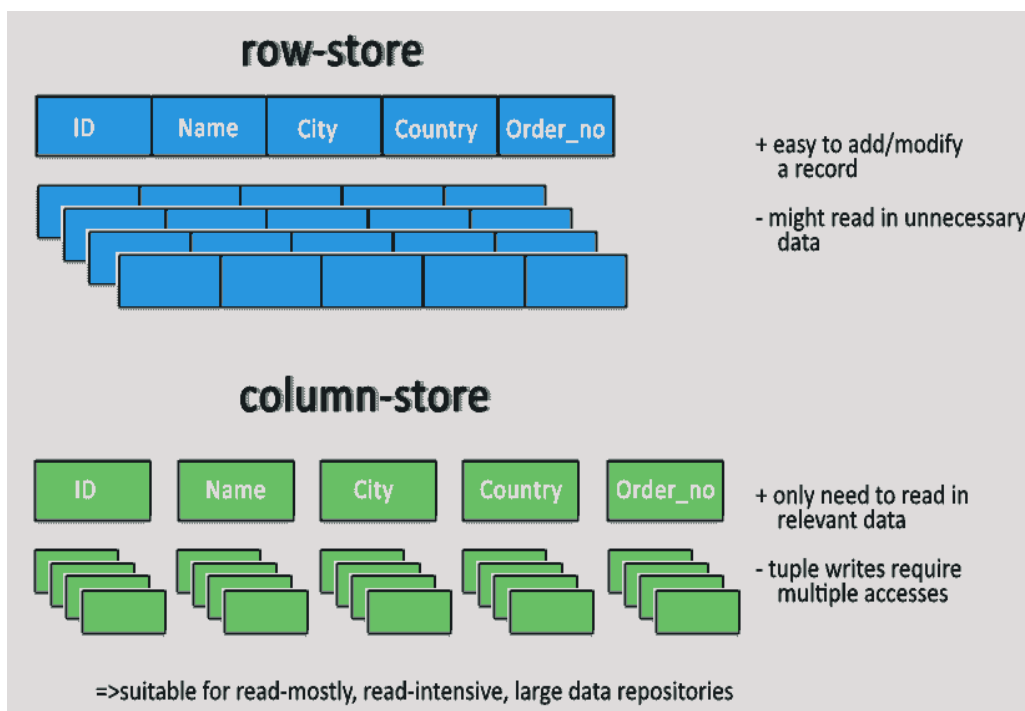 row-store
ID Name City Country Order_no
+ easy to add/modify
a record
- might read in unnecessary
data
column-store
ID Name City Country Order_no
+ only need to read in
relevant data
- tuple writes require
multiple accesses
=>suitable for read-mostly, read-intensive, large data repositories